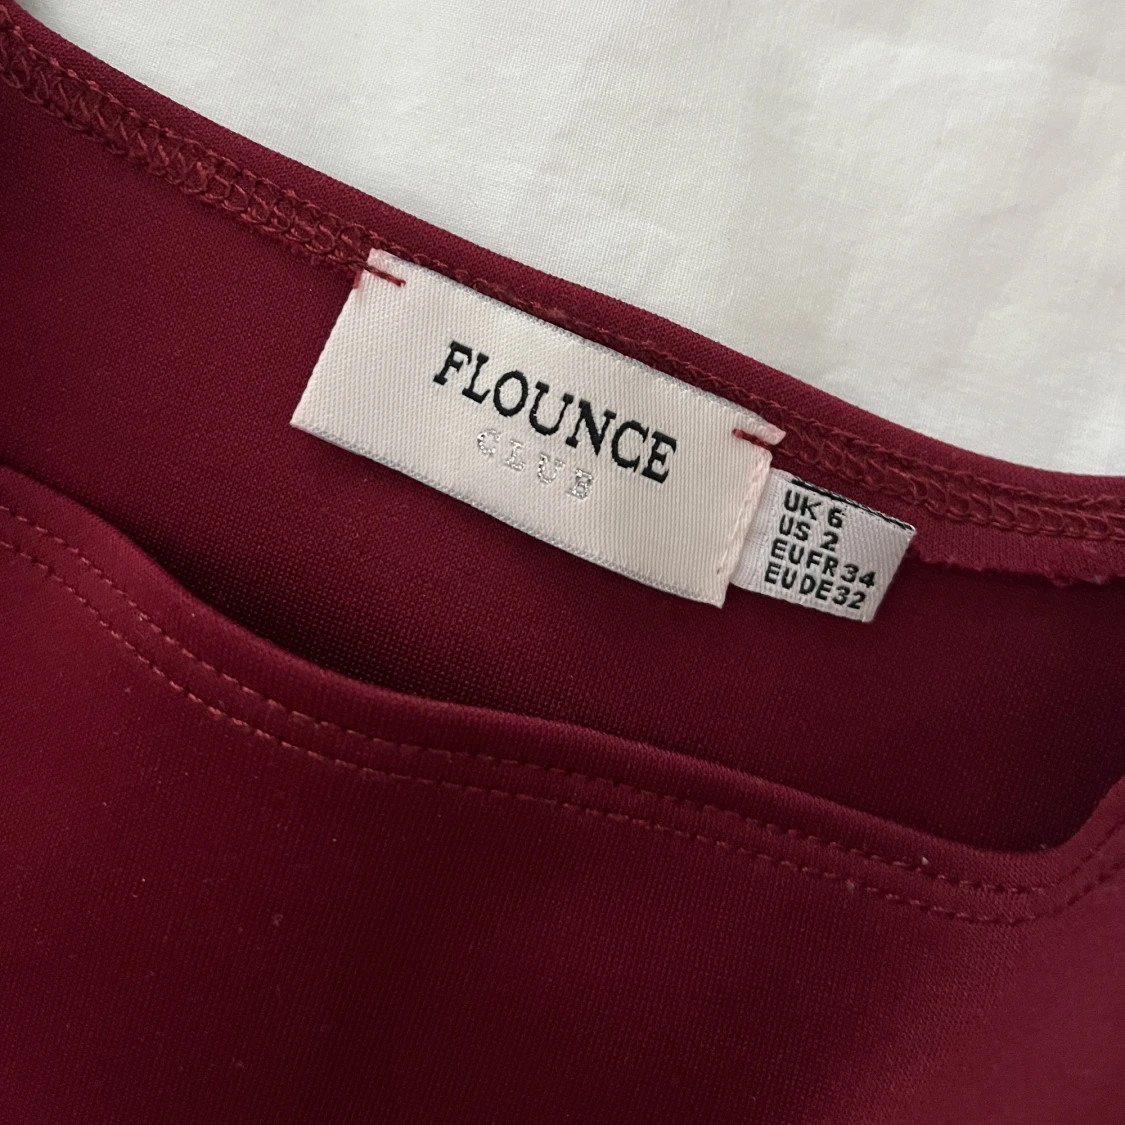 FLOUNCE
CLUB
UK 6
US 2
EUFR34
EUDE32